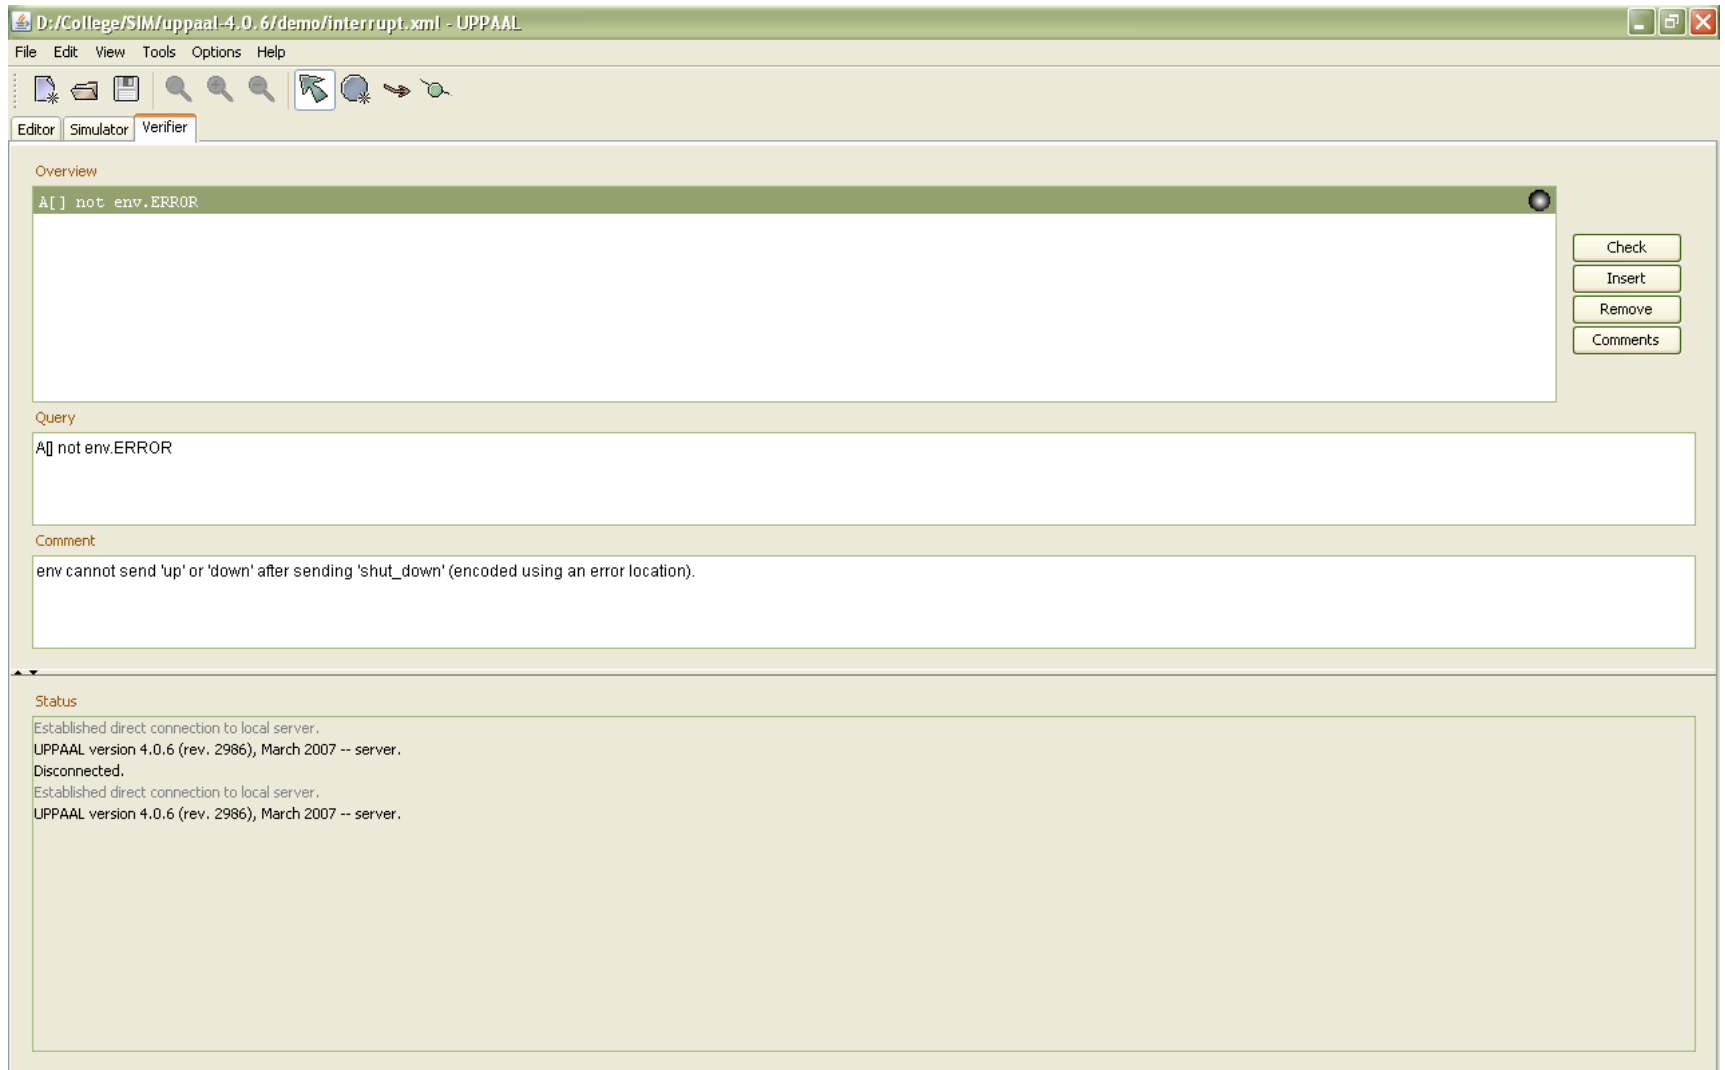 D:/College/SIM/uppaal-4.0.6/demo/interrupt.xml - UPPAAL
File Edit View Tools Options Help
Editor Simulator Verifier
Overview
A[] not env.ERROR
Check
Insert
Remove
Comments
Query
A[] not env.ERROR
Comment
env cannot send 'up' or 'down' after sending 'shut_down' (encoded using an error location).
Status
Established direct connection to local server.
UPPAAL version 4.0.6 (rev. 2986), March 2007 -- server.
Disconnected.
Established direct connection to local server.
UPPAAL version 4.0.6 (rev. 2986), March 2007 -- server.